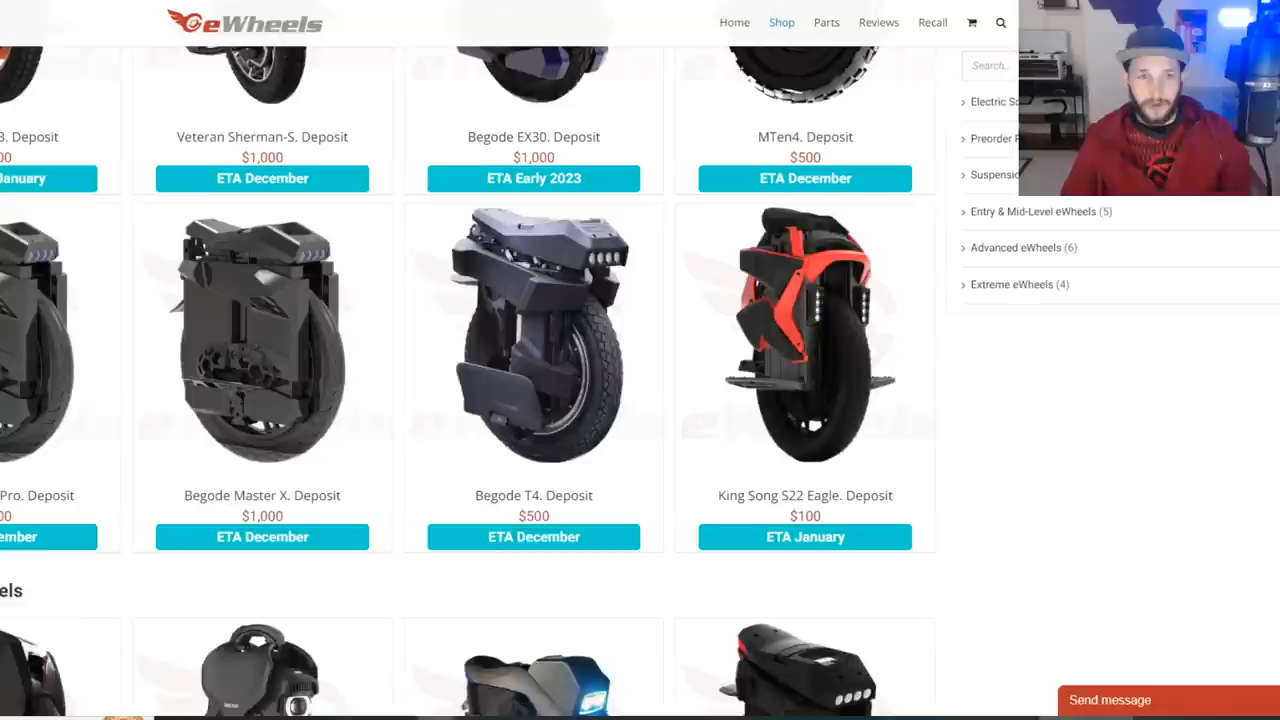 eWheels
Home
Shop
Parts
Reviews
Recall
Search..
Electric Sc
Preorder
Suspensio
Entry & Mid-Level eWheels (5)
Advanced eWheels (6)
Extreme eWheels (4)
3. Deposit
00
January
Veteran Sherman-S. Deposit
$1,000
ETA December
Begode EX30. Deposit
$1,000
ETA Early 2023
MTen4. Deposit
$500
ETA December
Pro. Deposit
00
ember
Begode Master X. Deposit
$1,000
ETA December
Begode T4. Deposit
$500
ETA December
King Song S22 Eagle. Deposit
$100
ETA January
els
Send message